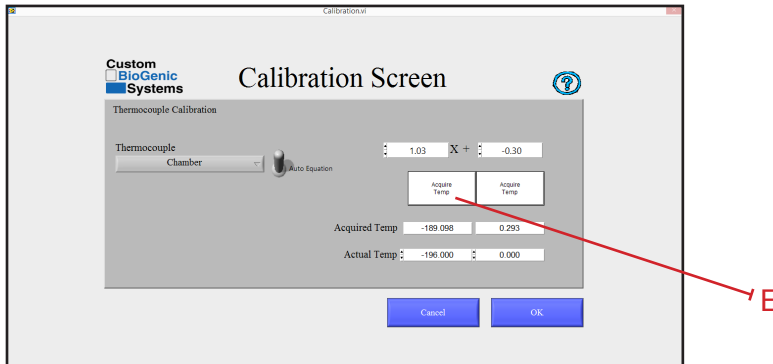 Calibration.vi
Custom
BioGenic
Systems
Calibration Screen
?
Thermocouple Calibration
Thermocouple
Chamber
Auto Equation
1.03 X + -0.30
Acquire Temp
Acquire Temp
Acquired Temp -189.098 0.293
Actual Temp -196.000 0.000
Cancel OK